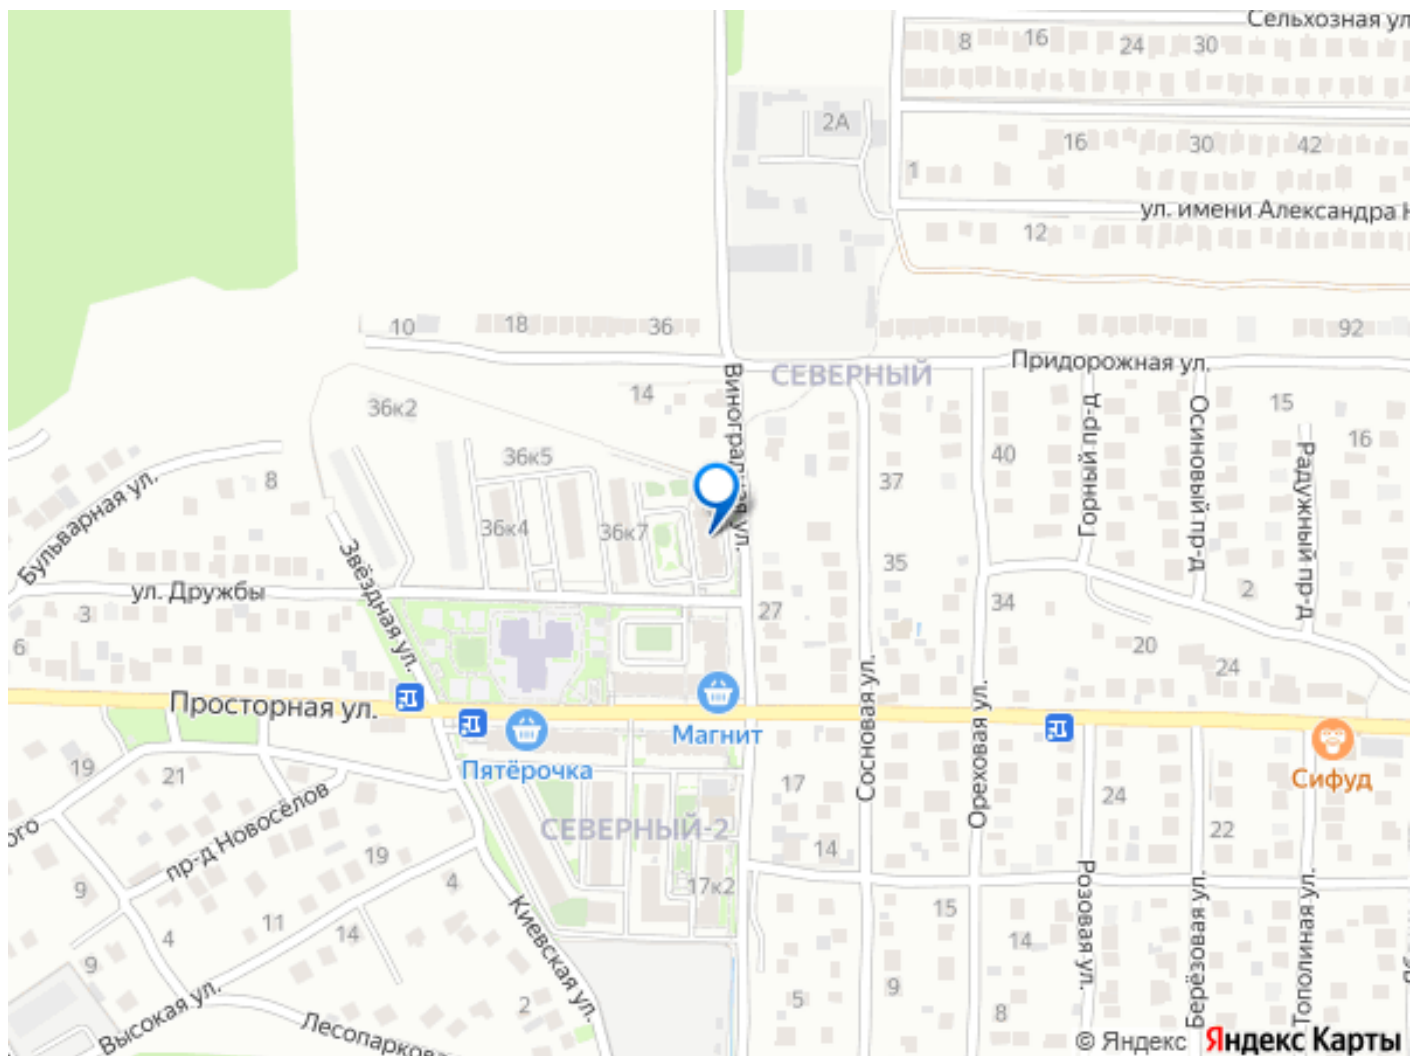 Сельхозная ул
8
16
24
30
2А
16
30
42
1
ул. имени Александра Н
12
10
18
36
92
Придорожная ул.
СЕВЕРНЫЙ
Виноградная ул.
14
36к2
15
16
Горный пр-д
Осиновый пр-д
Радужный пр-д
40
37
36к5
8
Бульварная ул.
36к4
36к7
Звёздная ул.
35
ул. Дружбы
3
27
34
2
6
20
24
Просторная ул.
Сосновая ул.
Ореховая ул.
Магнит
Пятёрочка
Сифуд
19
21
17
24
ого
пр-д Новосёлов
СЕВЕРНЫЙ-2
22
19
14
9
4
17к2
Розовая ул.
Берёзовая ул.
Тополиная ул.
11
14
4
Киевская ул.
15
14
9
9
5
8
2
Высокая ул.
Лесопаркова
© Яндекс Яндекс Карты